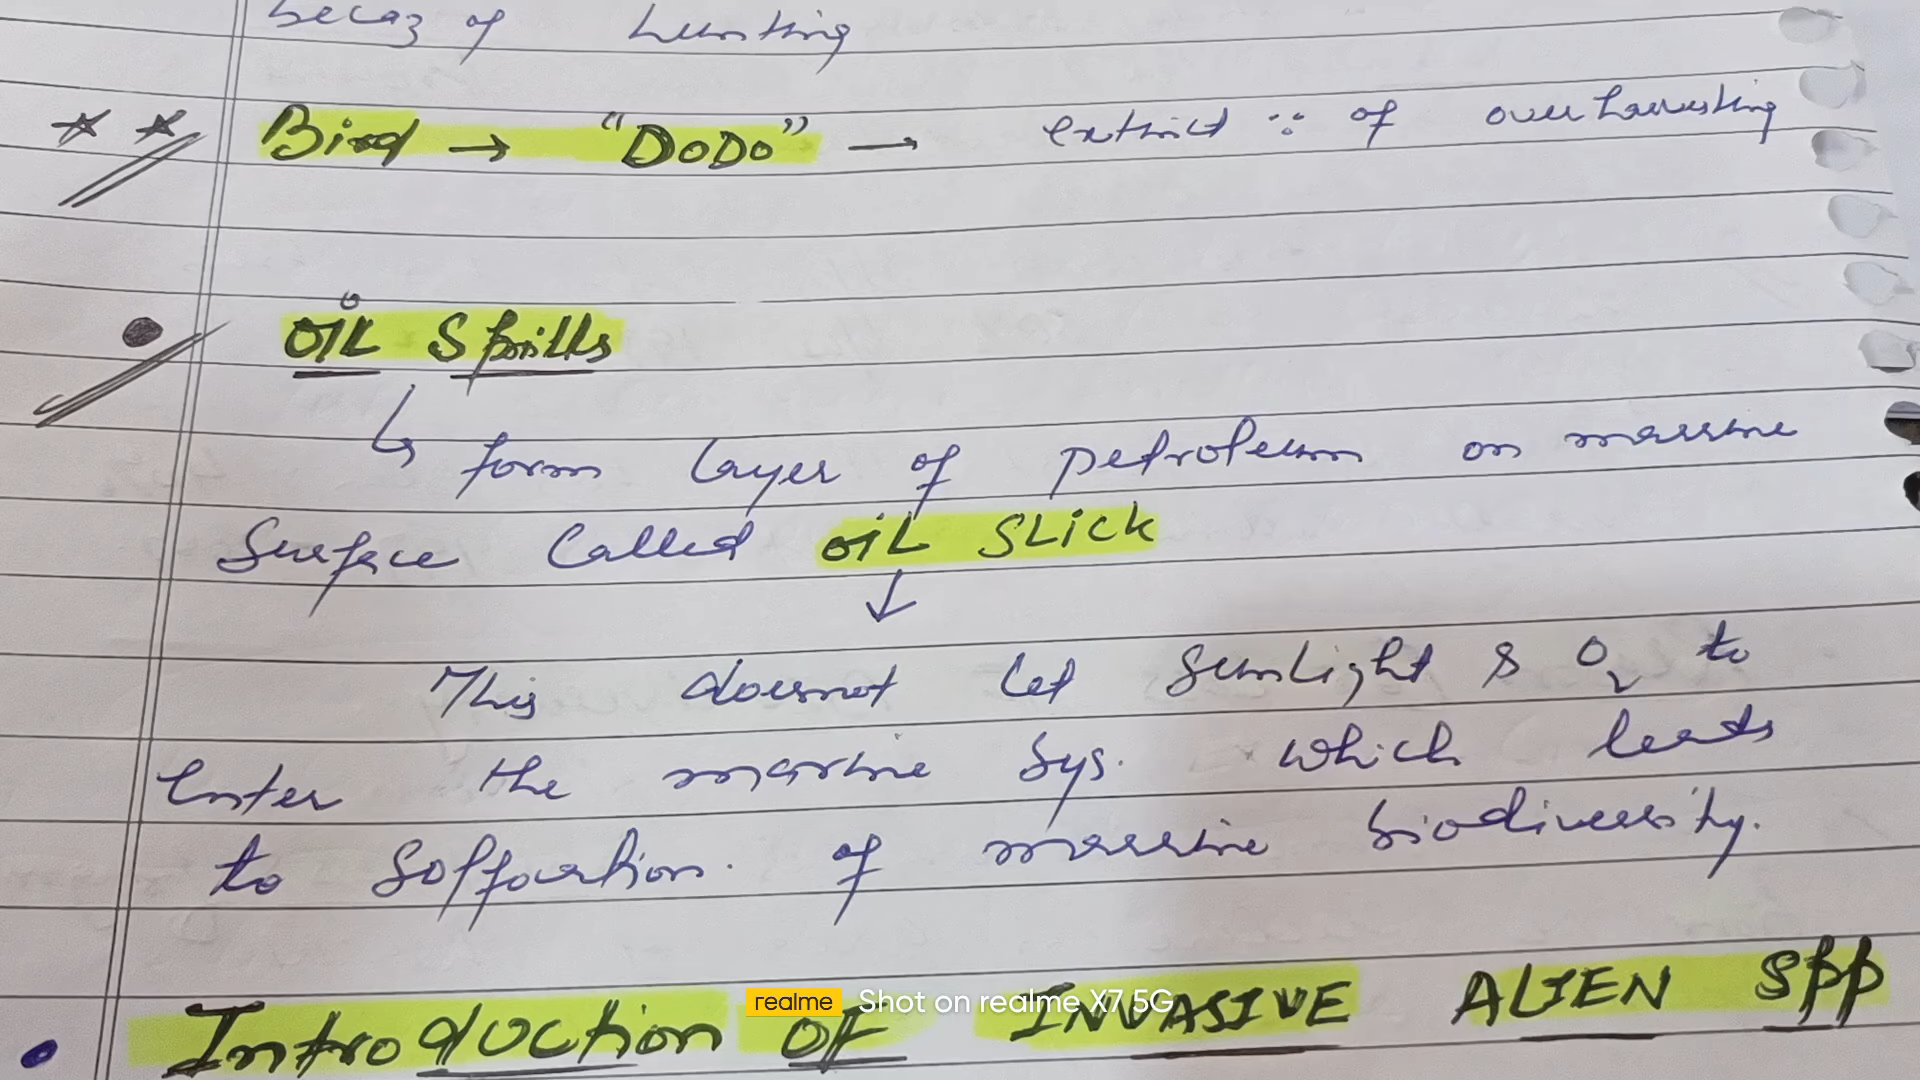 becaz of hunting
Bird → "DoDo" → extinct ∵ of overharvesting
OIL Spills
↳ form layer of petroleum on marine
Surface Called OiL SLiCK
↓
This doesnot let Sunlight & O₂ to
Enter the marine Sys. which leads
to Soffocation. of marine biodiversity.
Introduction OF INVASIVE ALIEN Spp
realme Shot on realme X7 5G